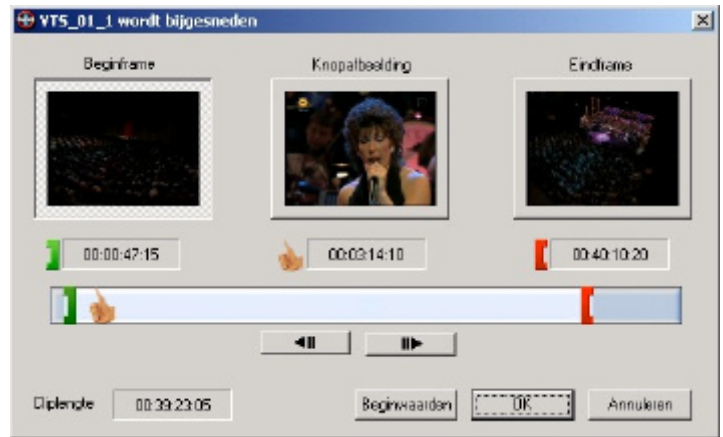 VTS_01_1 wordt bijgesneden
Beginframe
Knopafbeelding
Eindframe
00:00:47:15
00:03:14:10
00:40:10:20
Cliplengte
00:39:23:05
Beginwaarden
OK
Annuleren